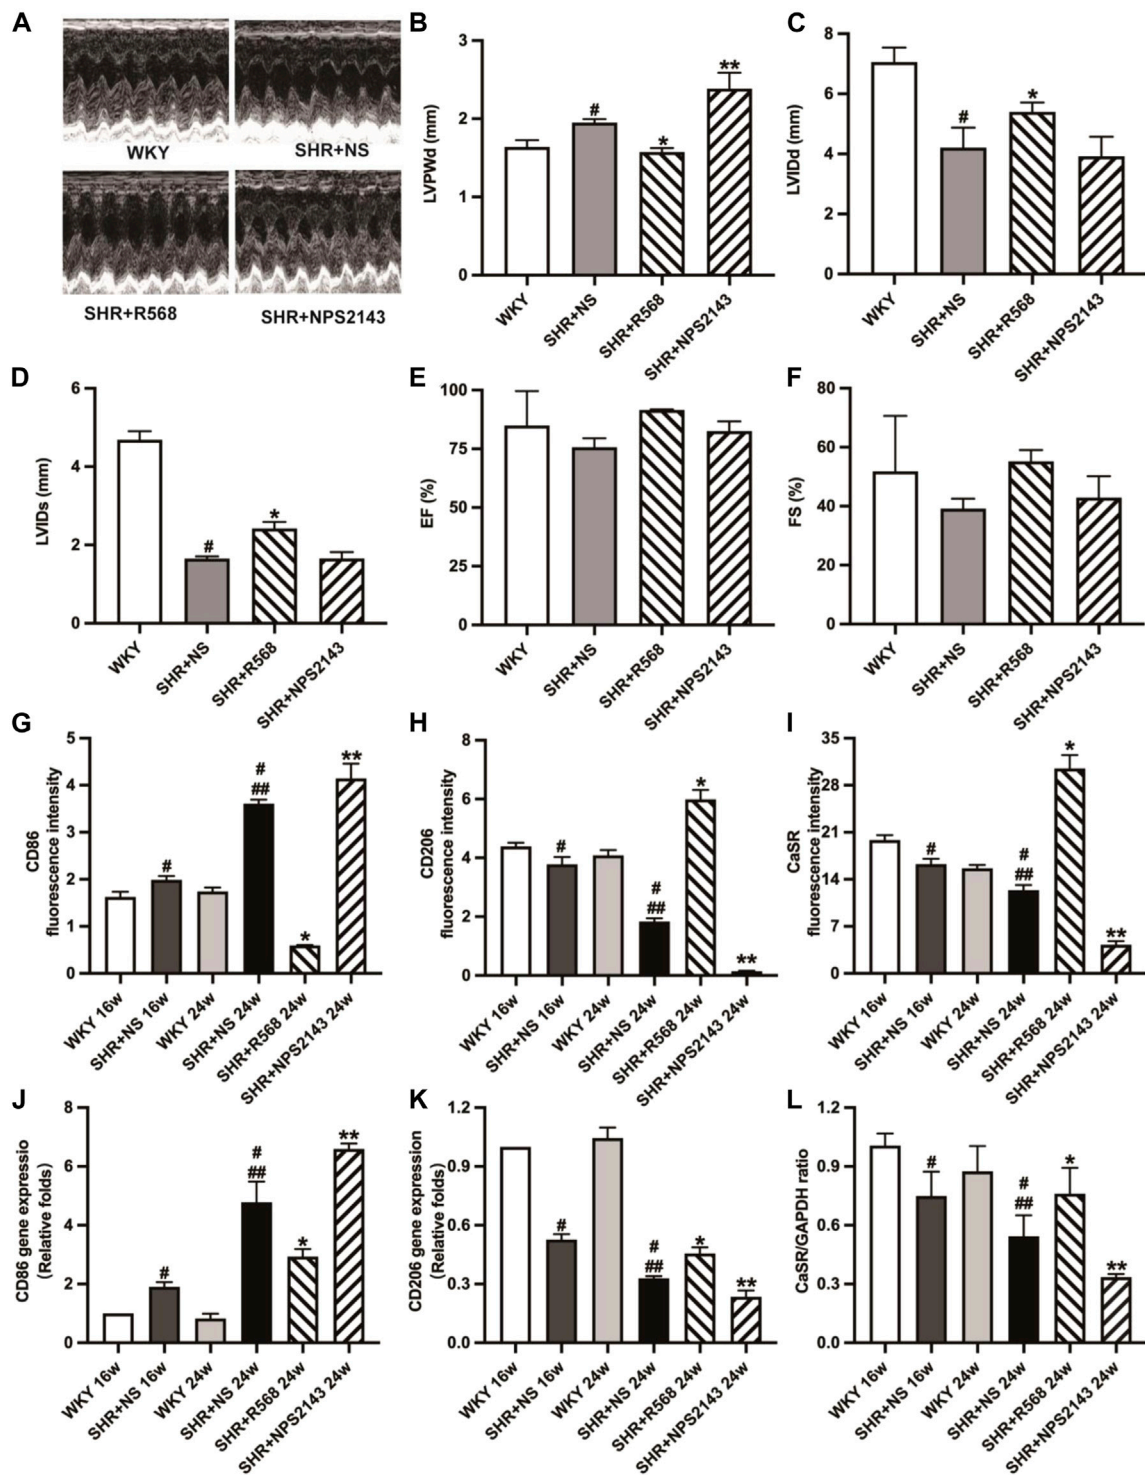 A
WKY
SHR+NS
SHR+R568
SHR+NPS2143
B
LVPWd (mm)
3
2
1
0
#
*
**
WKY
SHR+NS
SHR+R568
SHR+NPS2143
C
LVIDd (mm)
8
6
4
2
0
#
*
WKY
SHR+NS
SHR+R568
SHR+NPS2143
D
LVIDs (mm)
6
4
2
0
#
*
WKY
SHR+NS
SHR+R568
SHR+NPS2143
E
EF (%)
100
75
50
25
0
WKY
SHR+NS
SHR+R568
SHR+NPS2143
F
FS (%)
80
60
40
20
0
WKY
SHR+NS
SHR+R568
SHR+NPS2143
G
CD86
fluorescence intensity
5
4
3
2
1
0
#
#
##
*
**
WKY 16w
SHR+NS 16w
WKY 24w
SHR+NS 24w
SHR+R568 24w
SHR+NPS2143 24w
H
CD206
fluorescence intensity
8
6
4
2
0
#
#
##
*
**
WKY 16w
SHR+NS 16w
WKY 24w
SHR+NS 24w
SHR+R568 24w
SHR+NPS2143 24w
I
CaSR
fluorescence intensity
35
28
21
14
7
0
#
#
##
*
**
WKY 16w
SHR+NS 16w
WKY 24w
SHR+NS 24w
SHR+R568 24w
SHR+NPS2143 24w
J
CD86 gene expressio
(Relative folds)
8
6
4
2
0
#
#
##
*
**
WKY 16w
SHR+NS 16w
WKY 24w
SHR+NS 24w
SHR+R568 24w
SHR+NPS2143 24w
K
CD206 gene expression
(Relative folds)
1.2
0.9
0.6
0.3
0.0
#
#
##
*
**
WKY 16w
SHR+NS 16w
WKY 24w
SHR+NS 24w
SHR+R568 24w
SHR+NPS2143 24w
L
CaSR/GAPDH ratio
1.2
0.9
0.6
0.3
0.0
#
#
##
*
**
WKY 16w
SHR+NS 16w
WKY 24w
SHR+NS 24w
SHR+R568 24w
SHR+NPS2143 24w